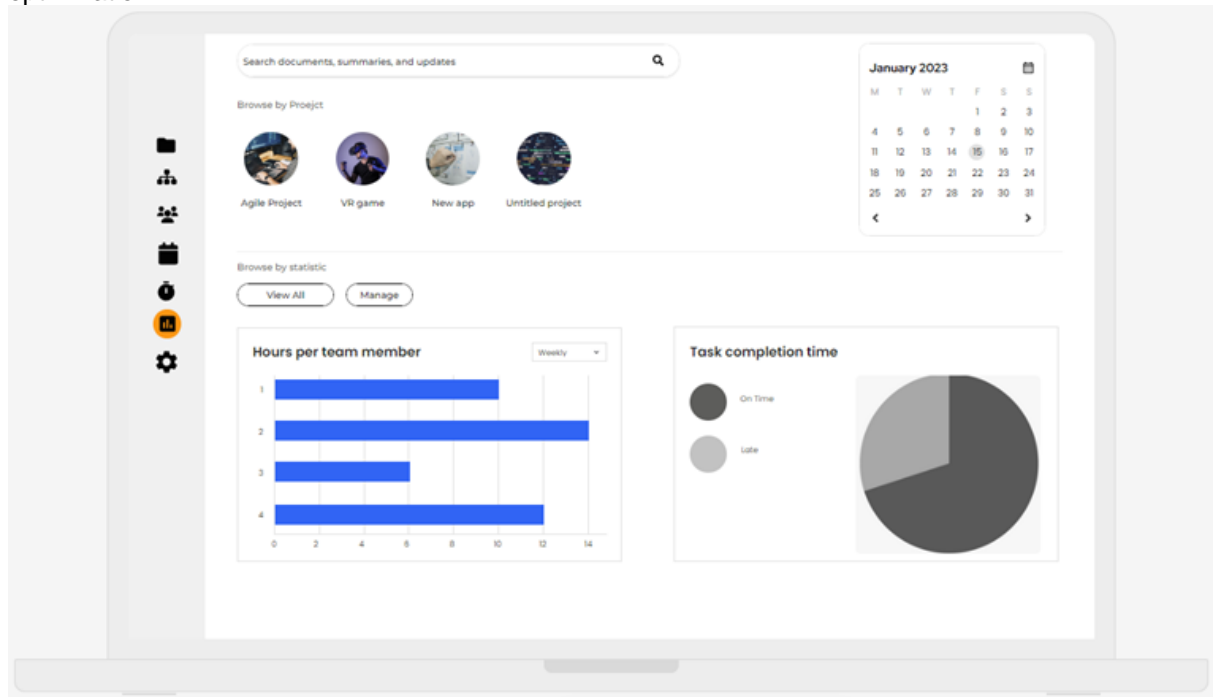 Search documents, summaries, and updates
Browse by Proejct
Agile Project VR game New app Untitled project
January 2023
M T W T F S S
1 2 3
4 5 6 7 8 9 10
11 12 13 14 15 16 17
18 19 20 21 22 23 24
25 26 27 28 29 30 31
Browse by statistic
View All Manage
Hours per team member
Weekly
1
2
3
4
0 2 4 6 8 10 12 14
Task completion time
On Time
Late